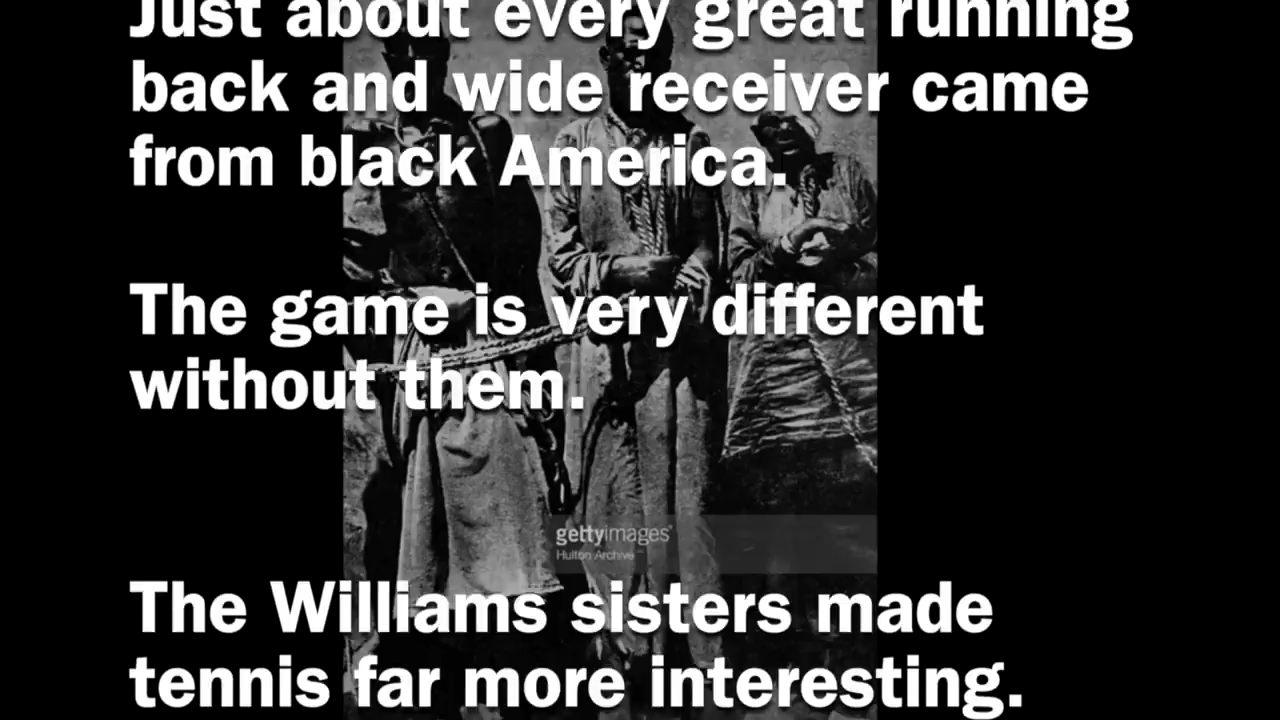 Just about every great running
back and wide receiver came
from black America.
The game is very different
without them.
gettyimages
Hulton Archive
The Williams sisters made
tennis far more interesting.